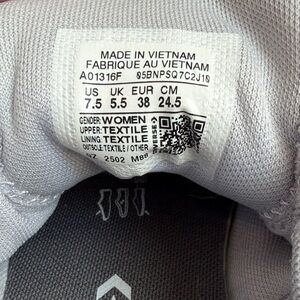 MADE IN VIETNAM
FABRIQUE AU VIETNAM
A01316F 05BNPSQ7C2J10
US UK EUR CM
7.5 5.5 38 24.5
GENDER: WOMEN
UPPER: TEXTILE
LINING: TEXTILE
OUTSOLE: TEXTILE / OTHER
2502